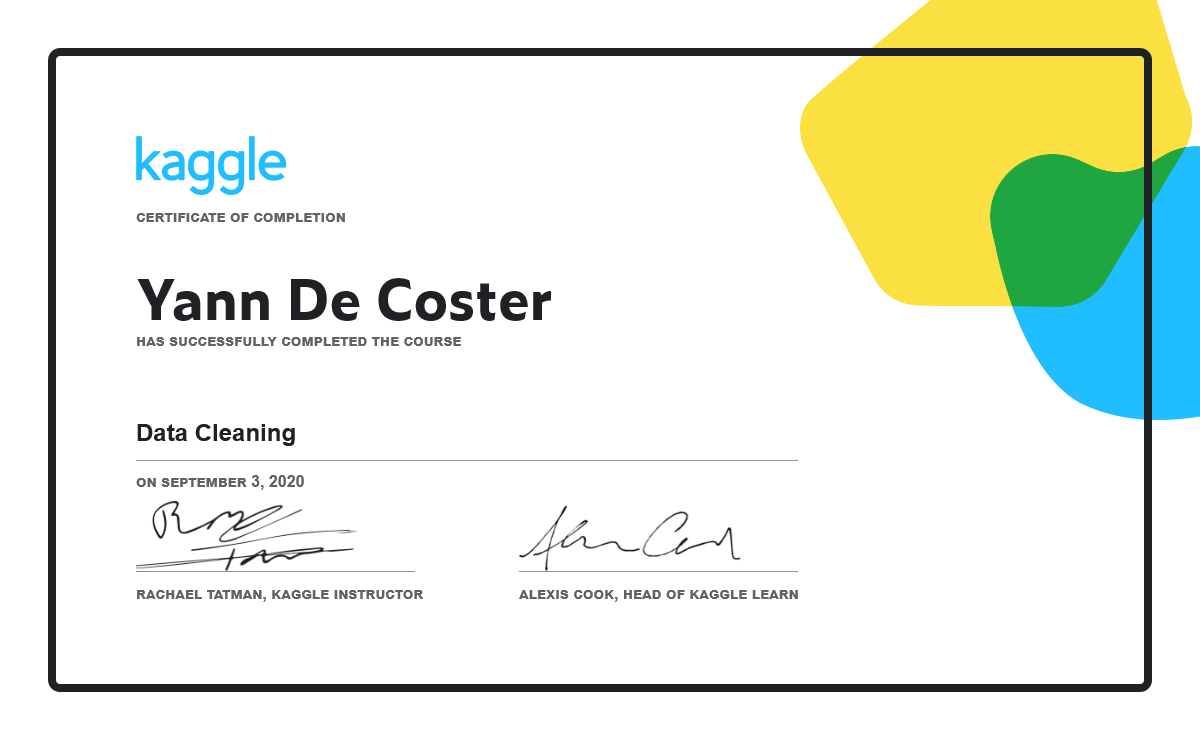 kaggle
CERTIFICATE OF COMPLETION
Yann De Coster
HAS SUCCESSFULLY COMPLETED THE COURSE
Data Cleaning
ON SEPTEMBER 3, 2020
RACHAEL TATMAN, KAGGLE INSTRUCTOR
ALEXIS COOK, HEAD OF KAGGLE LEARN